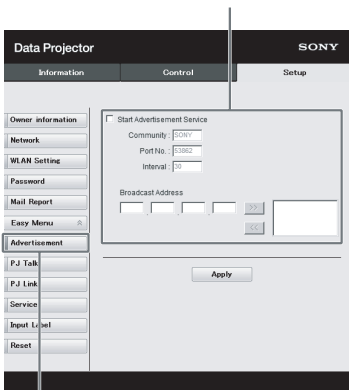 Data Projector
SONY
Information
Control
Setup
Owner information
Network
WLAN Setting
Password
Mail Report
Easy Menu
Advertisement
PJ Talk
PJ Link
Service
Input Label
Reset
Start Advertisement Service
Community : SONY
Port No. : 53862
Interval : 30
Broadcast Address
. . .
>>
<<
Apply